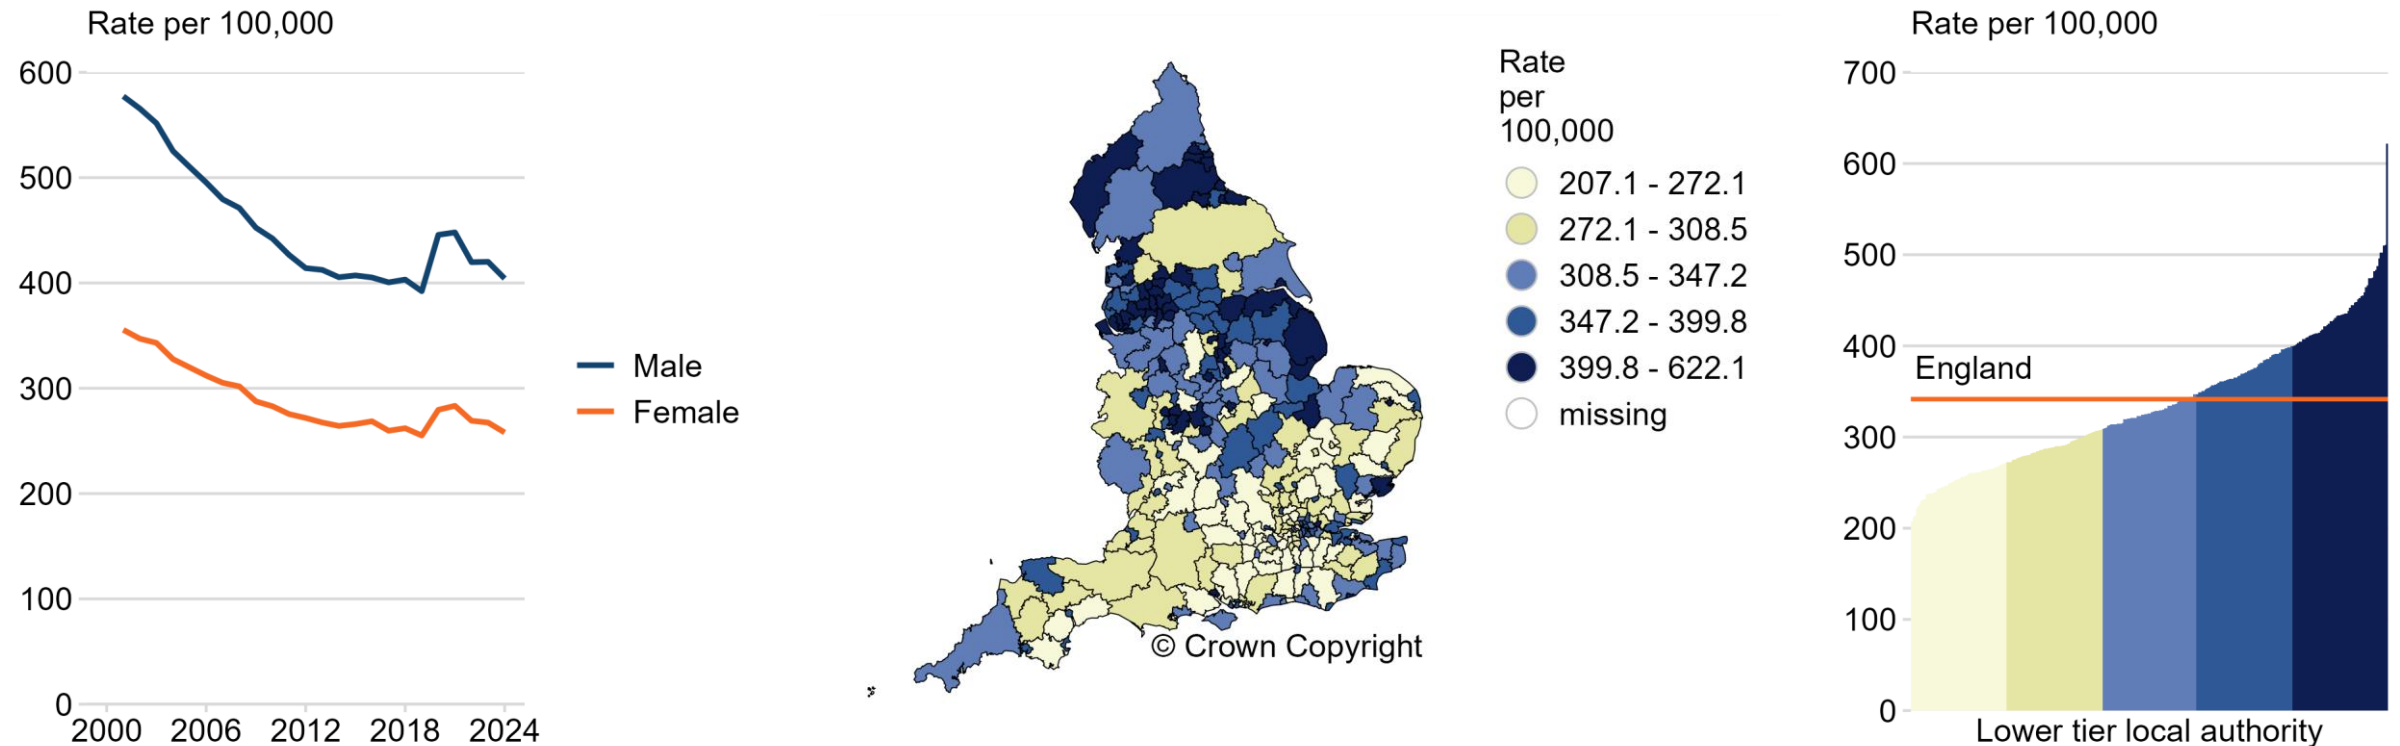 Rate per 100,000
600
500
400
300
200
100
0
2000 2006 2012 2018 2024
Male
Female
© Crown Copyright
Rate
per
100,000
207.1 - 272.1
272.1 - 308.5
308.5 - 347.2
347.2 - 399.8
399.8 - 622.1
missing
Rate per 100,000
700
600
500
400
England
300
200
100
0
Lower tier local authority